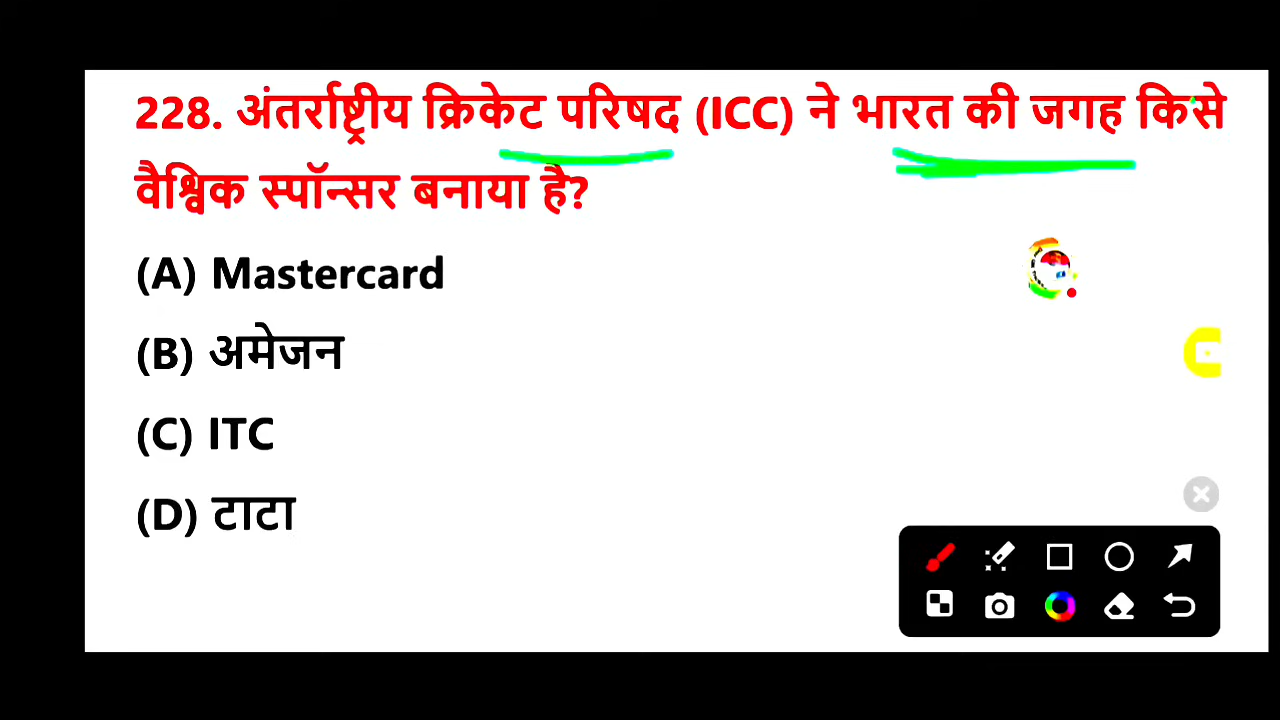 228. अंतर्राष्ट्रीय क्रिकेट परिषद (ICC) ने भारत की जगह किसे
वैश्विक स्पॉन्सर बनाया है?
(A) Mastercard
(B) अमेजन
(C) ITC
(D) टाटा